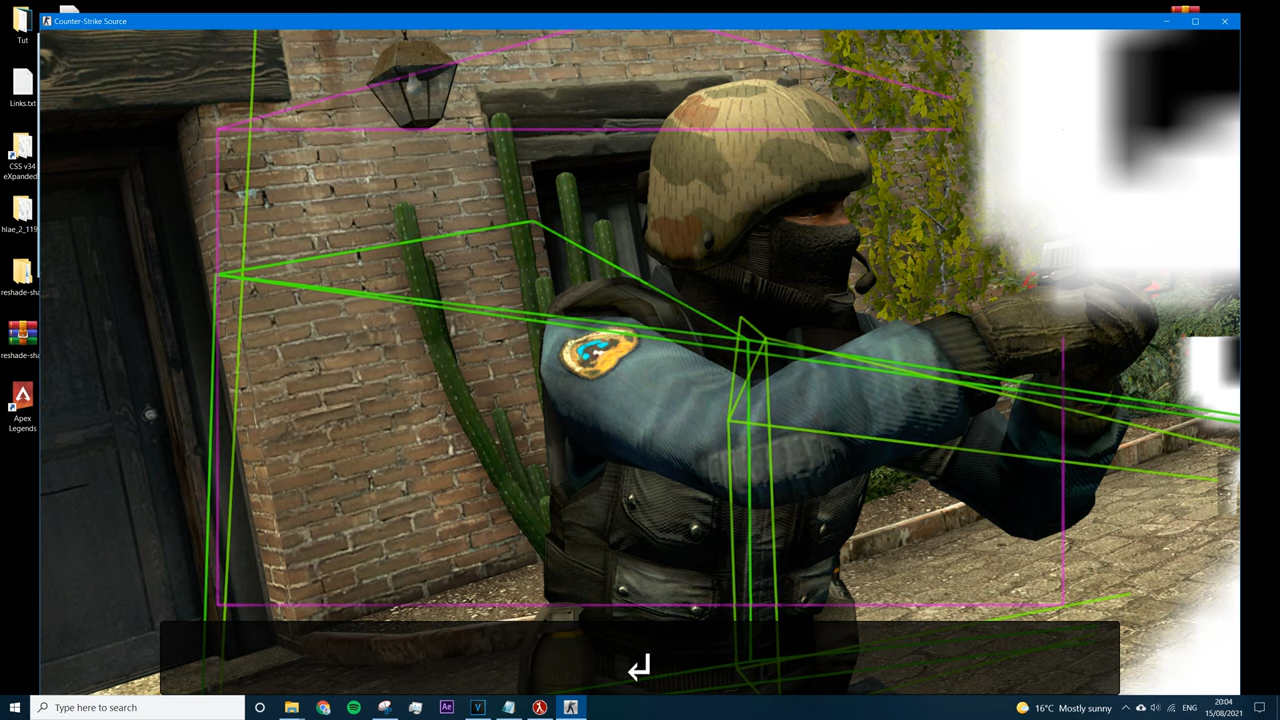 Counter-Strike Source
Tut
Links.txt
CSS v34
eXpanded
hlae_2_119
reshade-sha
reshade-sha
Apex
Legends
Type here to search
Ae
V
16°C Mostly sunny
ENG
20:04
15/08/2021